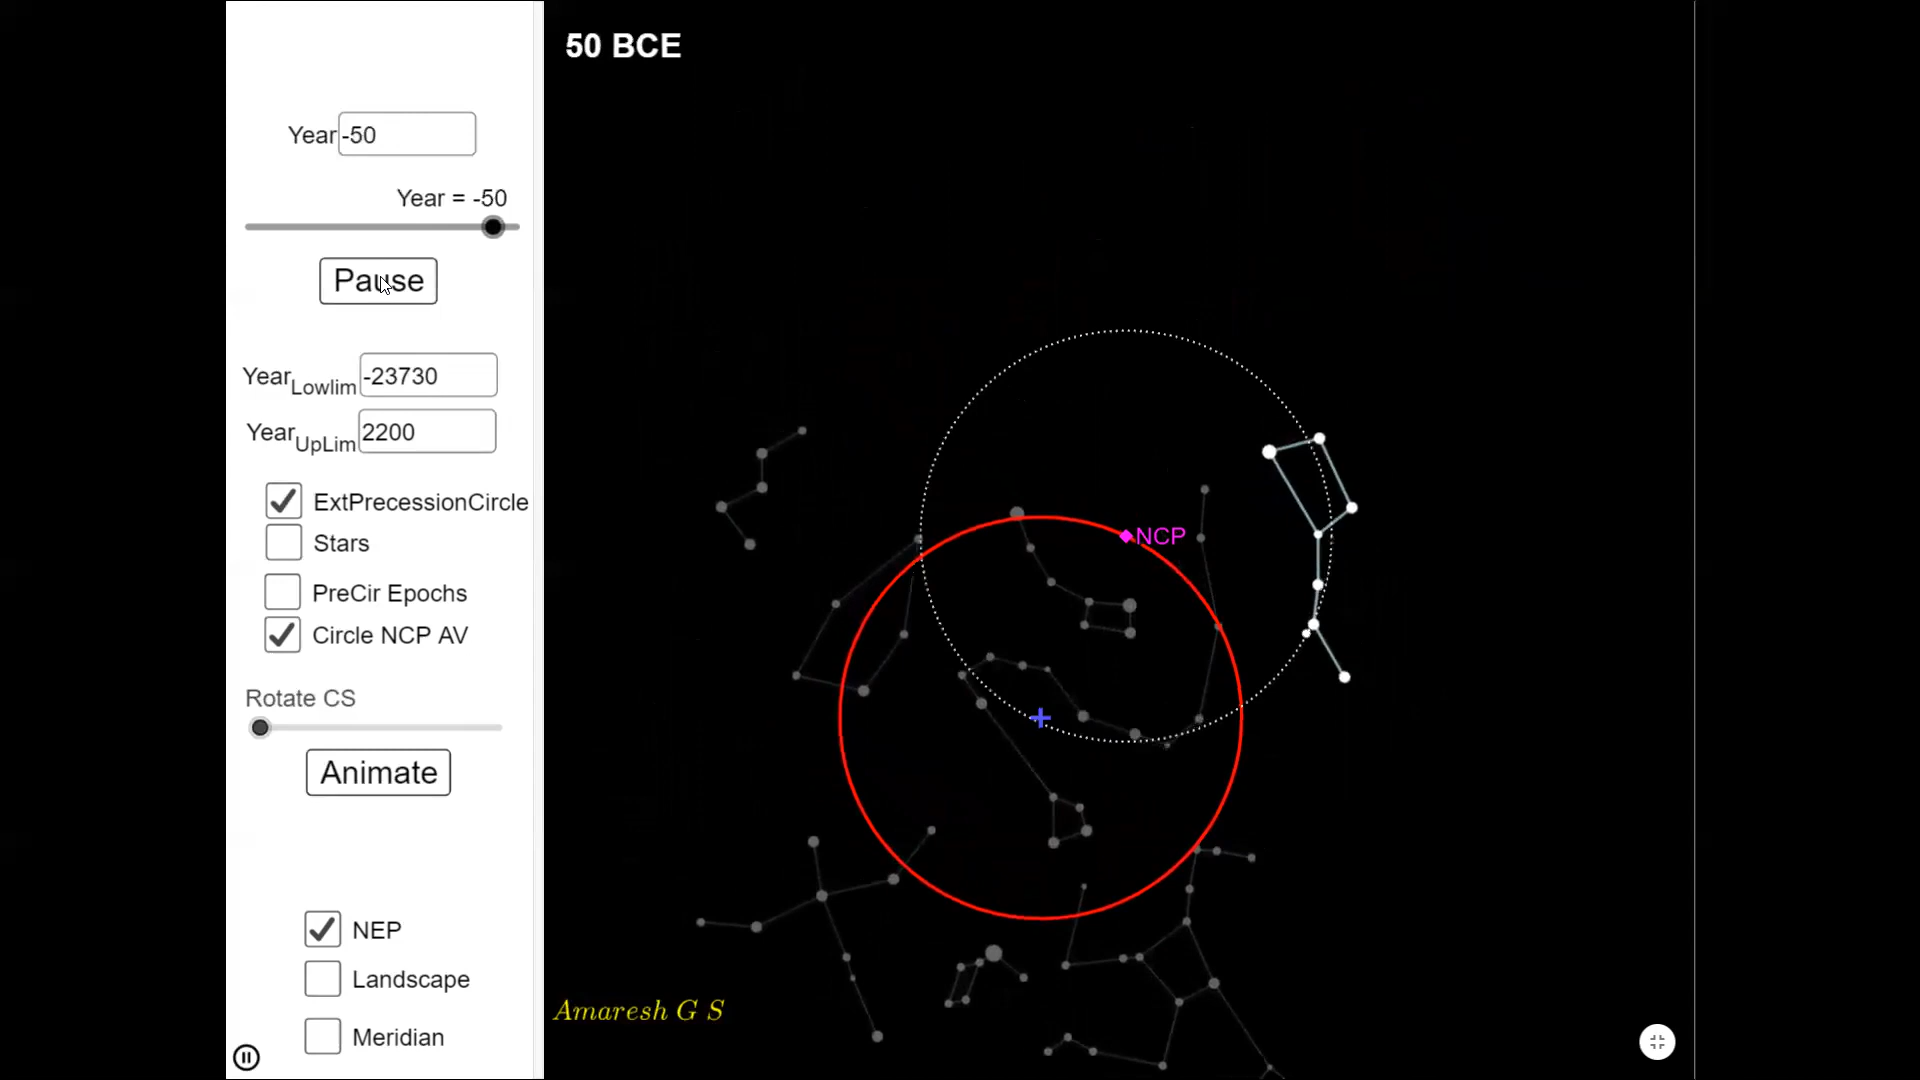 50 BCE
Year -50
Year = -50
Pause
YearLowlim -23730
YearUpLim 2200
ExtPrecessionCircle
Stars
PreCir Epochs
Circle NCP AV
Rotate CS
Animate
NEP
Landscape
Meridian
NCP
Amaresh G S